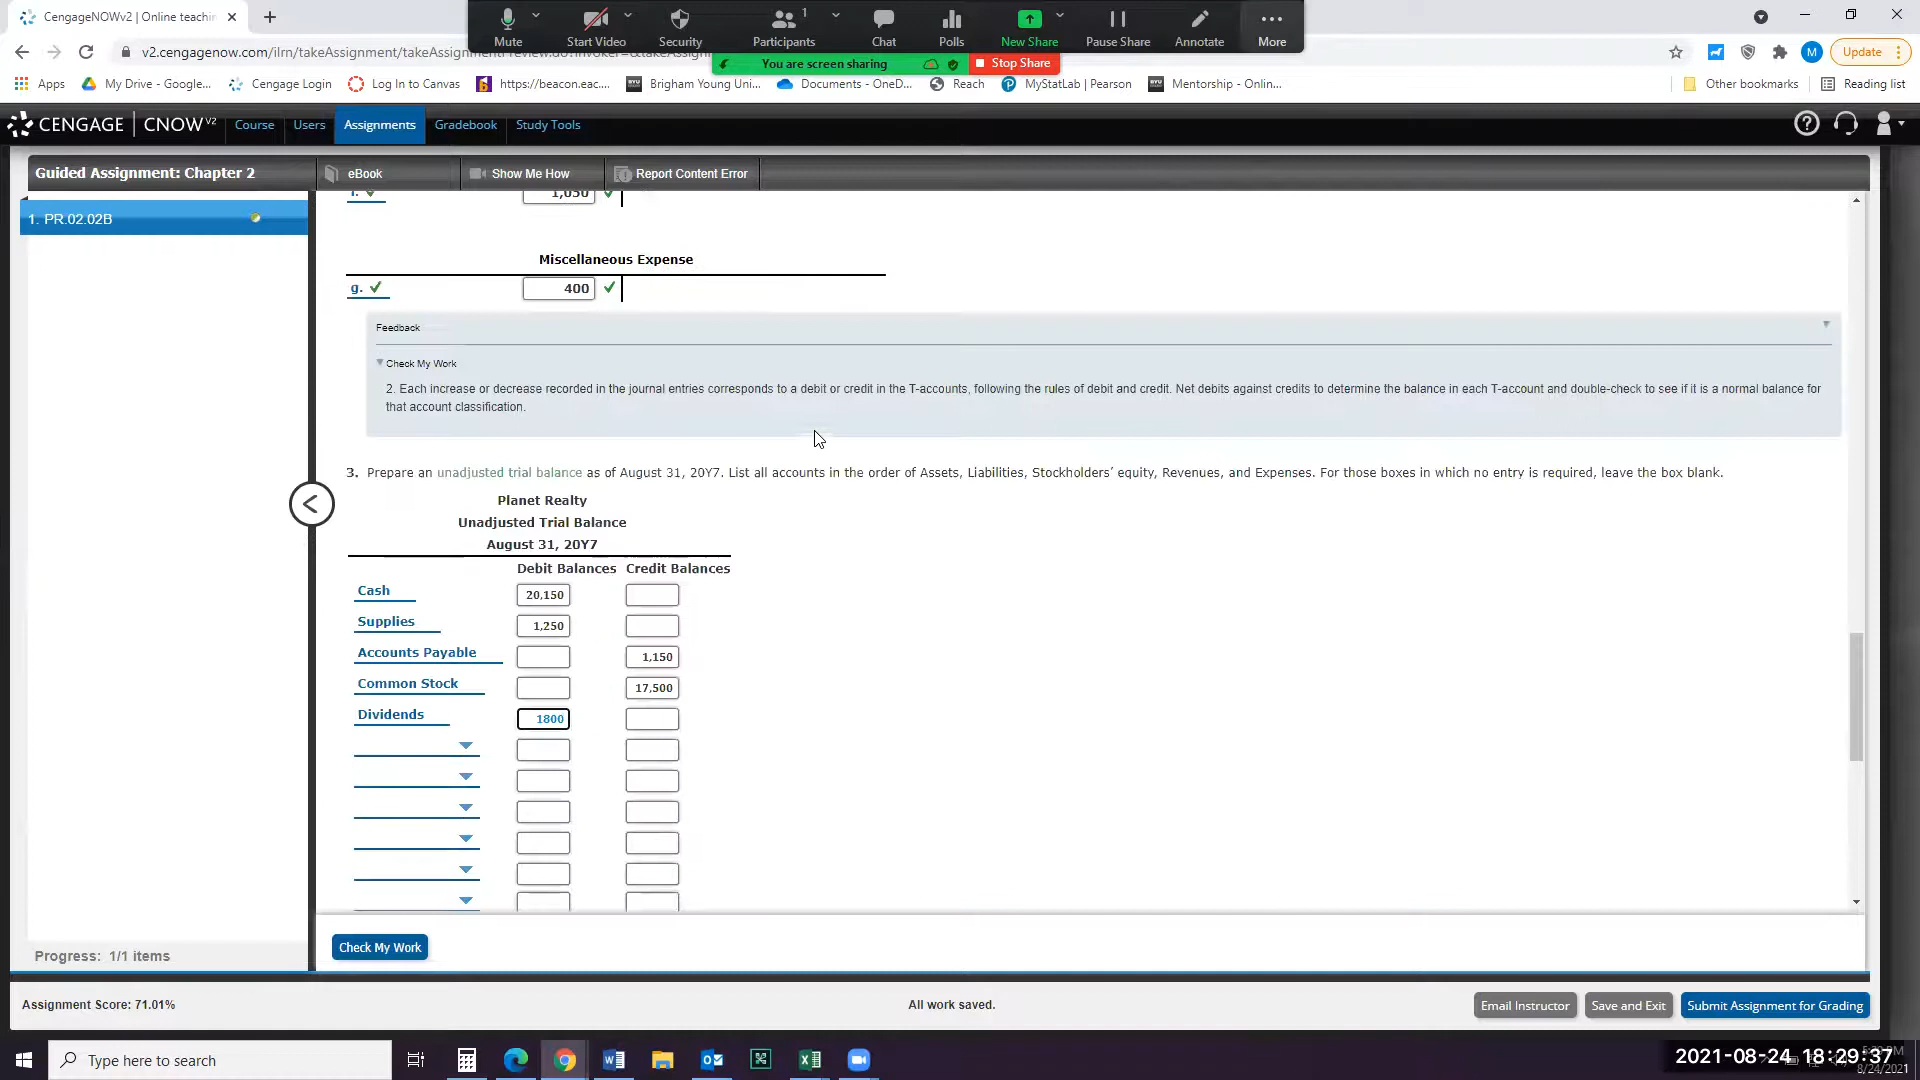 CengageNOWv2 | Online teachin
Mute
Start Video
Security
Participants
1
Chat
Polls
New Share
Pause Share
Annotate
More
v2.cengagenow.com/ilrn/takeAssignment/takeAssignment
You are screen sharing
Stop Share
Update
Apps
My Drive - Google...
Cengage Login
Log In to Canvas
https://beacon.eac....
Brigham Young Uni...
Documents - OneD...
Reach
MyStatLab | Pearson
Mentorship - Onlin...
Other bookmarks
Reading list
CENGAGE | CNOWv2
Course
Users
Assignments
Gradebook
Study Tools
Guided Assignment: Chapter 2
eBook
Show Me How
Report Content Error
1. PR.02.02B
f.
1,050
Miscellaneous Expense
g.
400
Feedback
Check My Work
2. Each increase or decrease recorded in the journal entries corresponds to a debit or credit in the T-accounts, following the rules of debit and credit. Net debits against credits to determine the balance in each T-account and double-check to see if it is a normal balance for
that account classification.
3. Prepare an unadjusted trial balance as of August 31, 20Y7. List all accounts in the order of Assets, Liabilities, Stockholders' equity, Revenues, and Expenses. For those boxes in which no entry is required, leave the box blank.
Planet Realty
Unadjusted Trial Balance
August 31, 20Y7
Debit Balances Credit Balances
Cash 20,150
Supplies 1,250
Accounts Payable 1,150
Common Stock 17,500
Dividends 1800
Check My Work
Progress: 1/1 items
Assignment Score: 71.01%
All work saved.
Email Instructor
Save and Exit
Submit Assignment for Grading
Type here to search
2021-08-24 18:29:37
8/24/2021